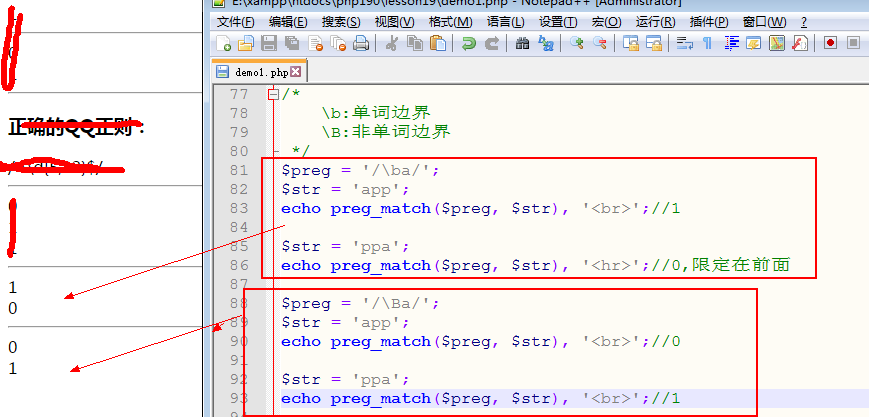 E:\xampp\htdocs\php190\lesson19\demo1.php - Notepad++ [Administrator]
文件(F) 编辑(E) 搜索(S) 视图(V) 格式(M) 语言(L) 设置(T) 宏(O) 运行(R) 插件(P) 窗口(W) ?
demo1.php
77 /*
78 \b:单词边界
79 \B:非单词边界
80 */
81 $preg = '/\ba/';
82 $str = 'app';
83 echo preg_match($preg, $str), '<br>';//1
84
85 $str = 'ppa';
86 echo preg_match($preg, $str), '<hr>';//0,限定在前面
87
88 $preg = '/\Ba/';
89 $str = 'app';
90 echo preg_match($preg, $str), '<br>';//0
91
92 $str = 'ppa';
93 echo preg_match($preg, $str), '<br>';//1
正确的QQ正则:
1
0
0
1